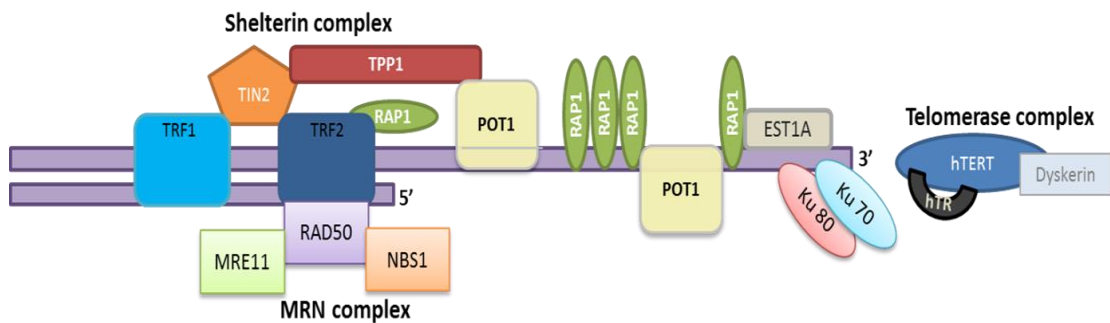 Shelterin complex
TPP1
TIN2
RAP1
TRF1
TRF2
POT1
RAP1
RAP1
RAP1
RAP1
EST1A
3’
Telomerase complex
hTERT
Dyskerin
hTR
POT1
Ku 80
Ku 70
5’
RAD50
MRE11
NBS1
MRN complex